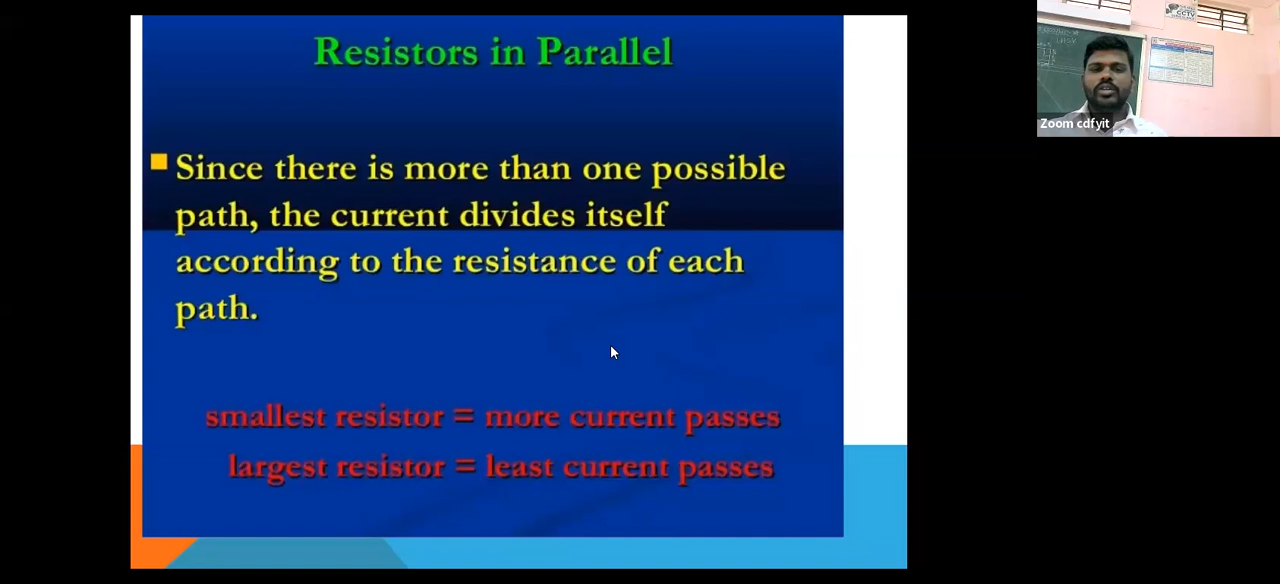 Resistors in Parallel
Since there is more than one possible
path, the current divides itself
according to the resistance of each
path.
smallest resistor = more current passes
largest resistor = least current passes
CCTV
Zoom cdfyit